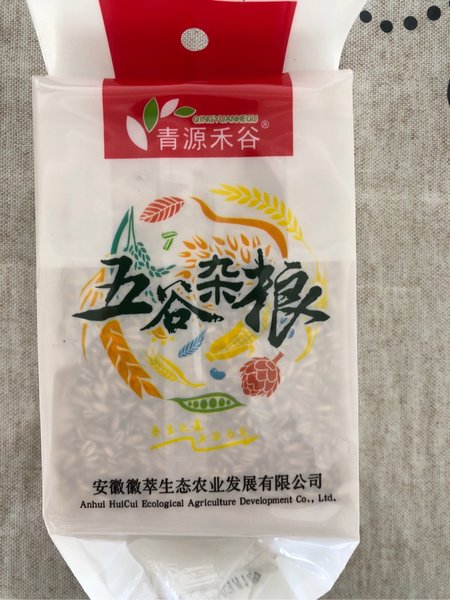 QINGYUANHEGU
青源禾谷®
五谷杂粮
安徽徽萃生态农业发展有限公司
Anhui HuiCui Ecological Agriculture Development Co., Ltd.